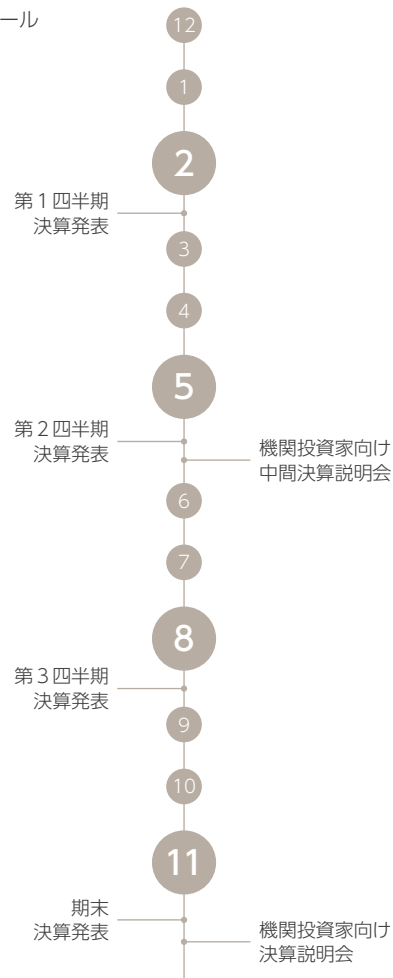 ール
12
1
2
第1四半期
決算発表
3
4
5
第2四半期
決算発表
機関投資家向け
中間決算説明会
6
7
8
第3四半期
決算発表
9
10
11
期末
決算発表
機関投資家向け
決算説明会